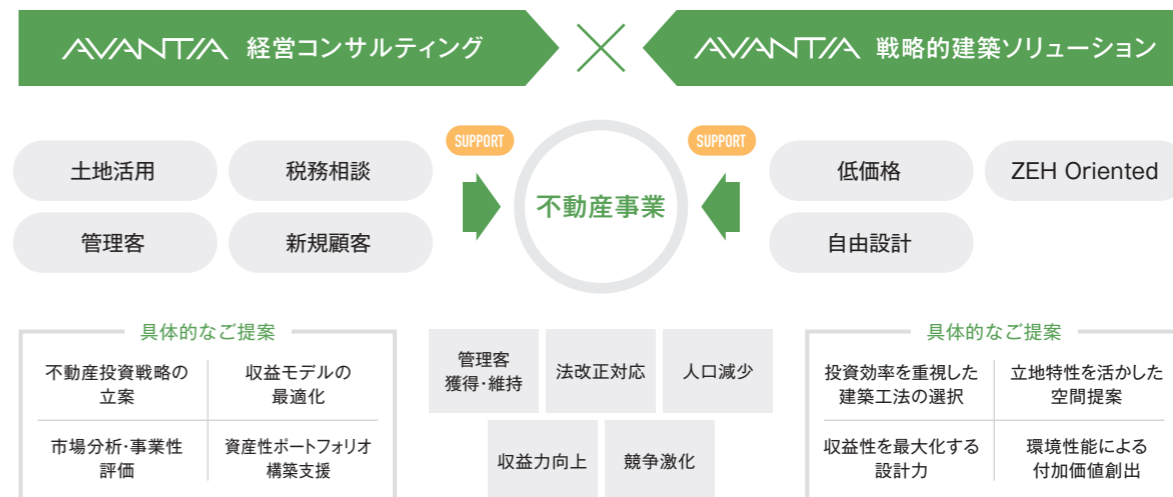 AVANTIA 経営コンサルティング
AVANTIA 戦略的建築ソリューション
土地活用
税務相談
管理客
新規顧客
SUPPORT
不動産事業
SUPPORT
低価格
ZEH Oriented
自由設計
具体的なご提案
不動産投資戦略の
立案
収益モデルの
最適化
市場分析・事業性
評価
資産性ポートフォリオ
構築支援
管理客
獲得・維持
法改正対応
人口減少
収益力向上
競争激化
具体的なご提案
投資効率を重視した
建築工法の選択
立地特性を活かした
空間提案
収益性を最大化する
設計力
環境性能による
付加価値創出